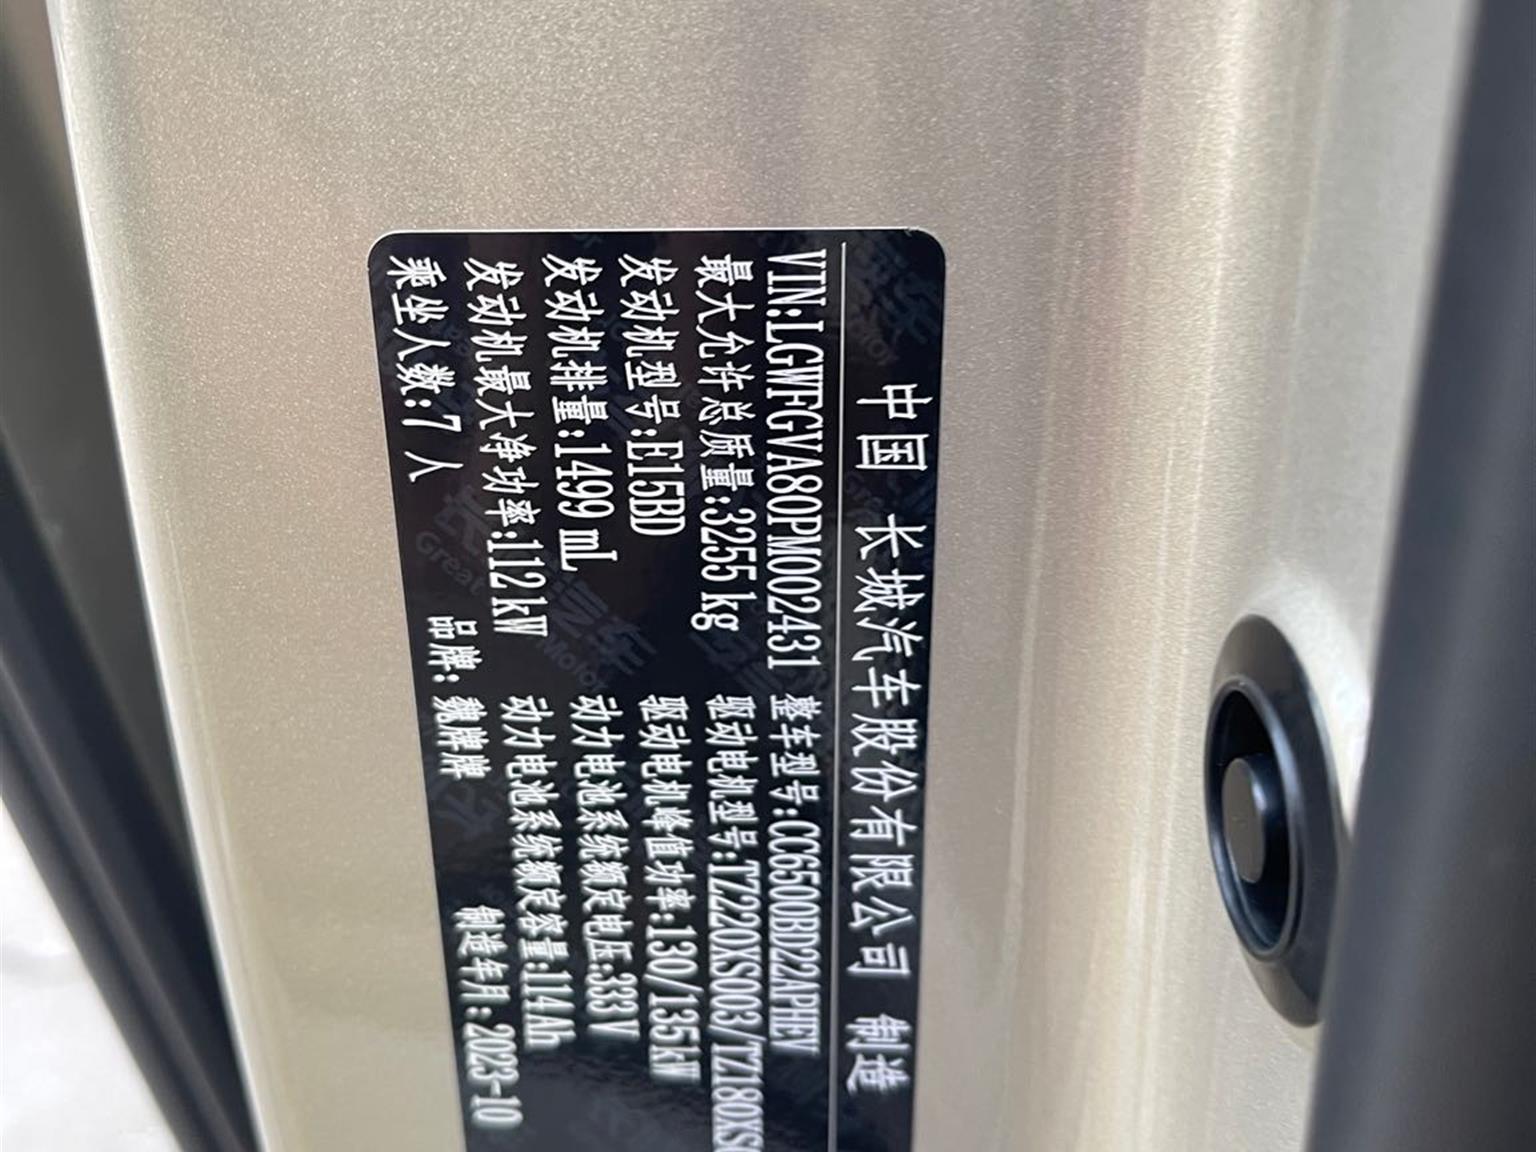 中国 长城汽车股份有限公司 制造
VIN:LGWFGVA80PM002431 整车型号:CC6500BD22APHEV
最大允许总质量:3255 kg 驱动电机型号:TZ220XS003/TZ180XS
发动机型号:E15BD 驱动电机峰值功率:130/135kW
发动机排量:1499 mL 动力电池系统额定电压:333 V
发动机最大净功率:112kW 动力电池系统额定容量:114Ah
乘坐人数:7 人 品牌: 魏牌牌 制造年月: 2023-10